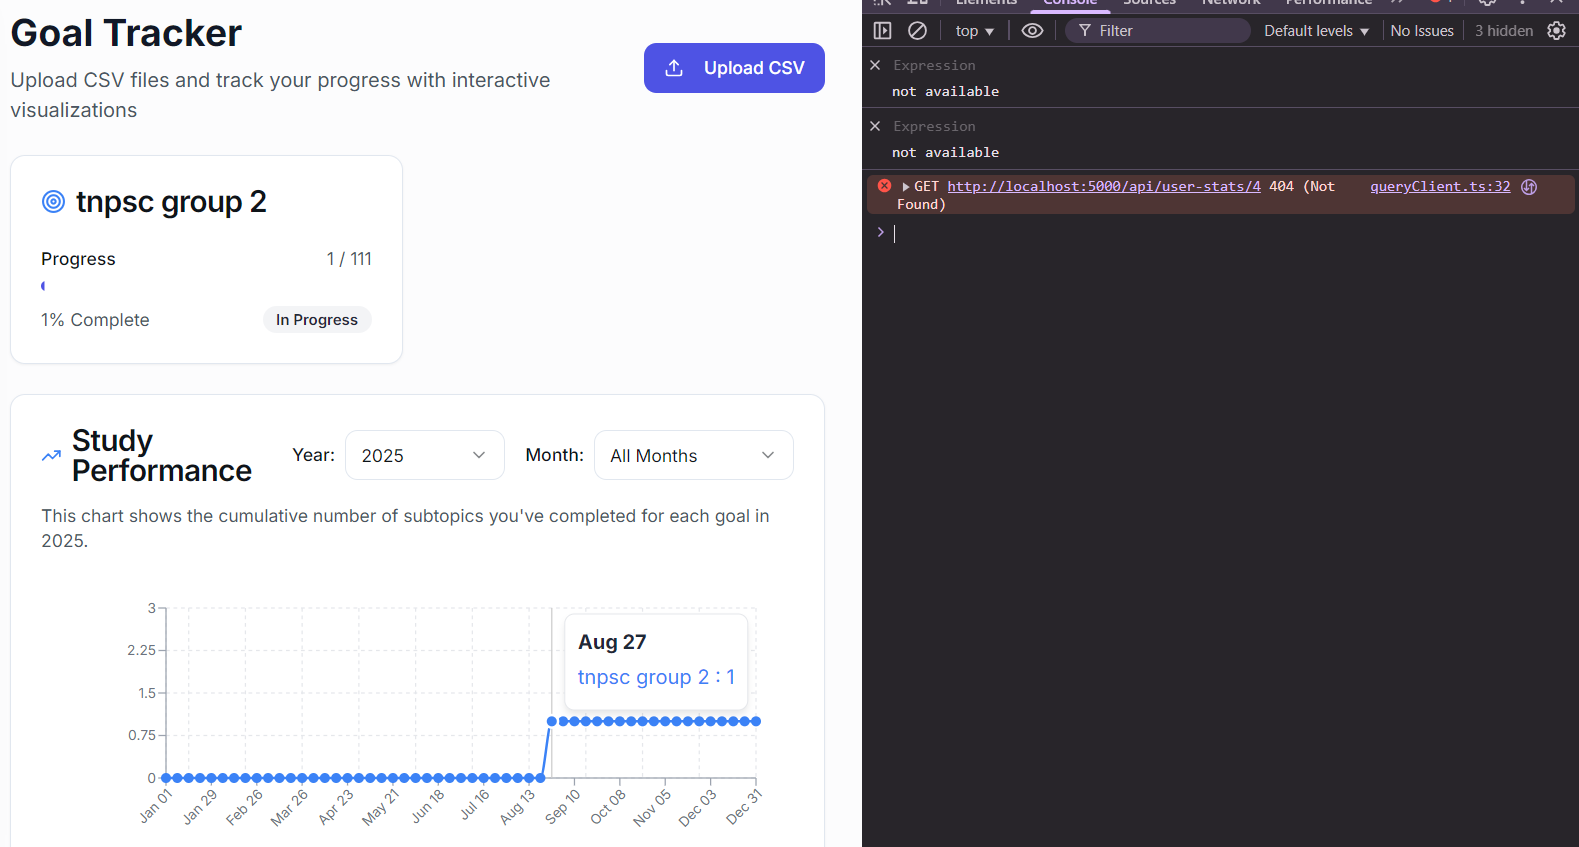 Goal Tracker
Upload CSV files and track your progress with interactive
visualizations
Upload CSV
tnpsc group 2
Progress
1 / 111
1% Complete
In Progress
Study
Performance
Year:
2025
Month:
All Months
This chart shows the cumulative number of subtopics you've completed for each goal in
2025.
3
2.25
1.5
0.75
0
Aug 27
tnpsc group 2 : 1
Jan 01
Jan 29
Feb 26
Mar 26
Apr 23
May 21
Jun 18
Jul 16
Aug 13
Sep 10
Oct 08
Nov 05
Dec 03
Dec 31
Elements
Console
Sources
Network
Performance
top
Filter
Default levels
No Issues
3 hidden
Expression
not available
Expression
not available
GET http://localhost:5000/api/user-stats/4 404 (Not
Found)
queryClient.ts:32